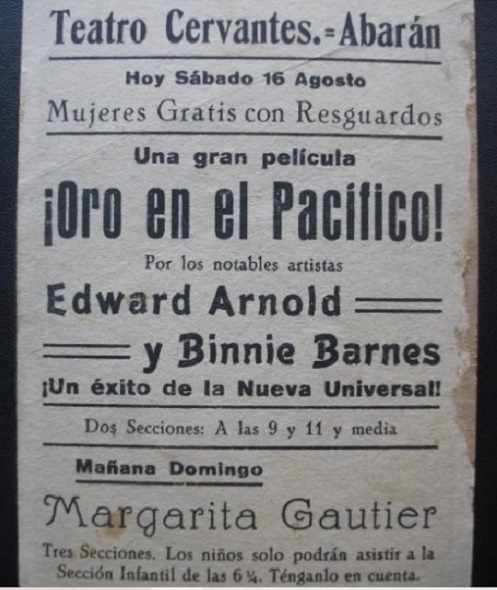 Teatro Cervantes.=Abarán
Hoy Sábado 16 Agosto
Mujeres Gratis con Resguardos
Una gran película
¡Oro en el Pacífico!
Por los notables artistas
Edward Arnold
y Binnie Barnes
¡Un éxito de la Nueva Universal!
Dos Secciones: A las 9 y 11 y media
Mañana Domingo
Margarita Gautier
Tres Secciones. Los niños solo podrán asistir a la
Sección Infantil de las 6 ¼. Ténganlo en cuenta.